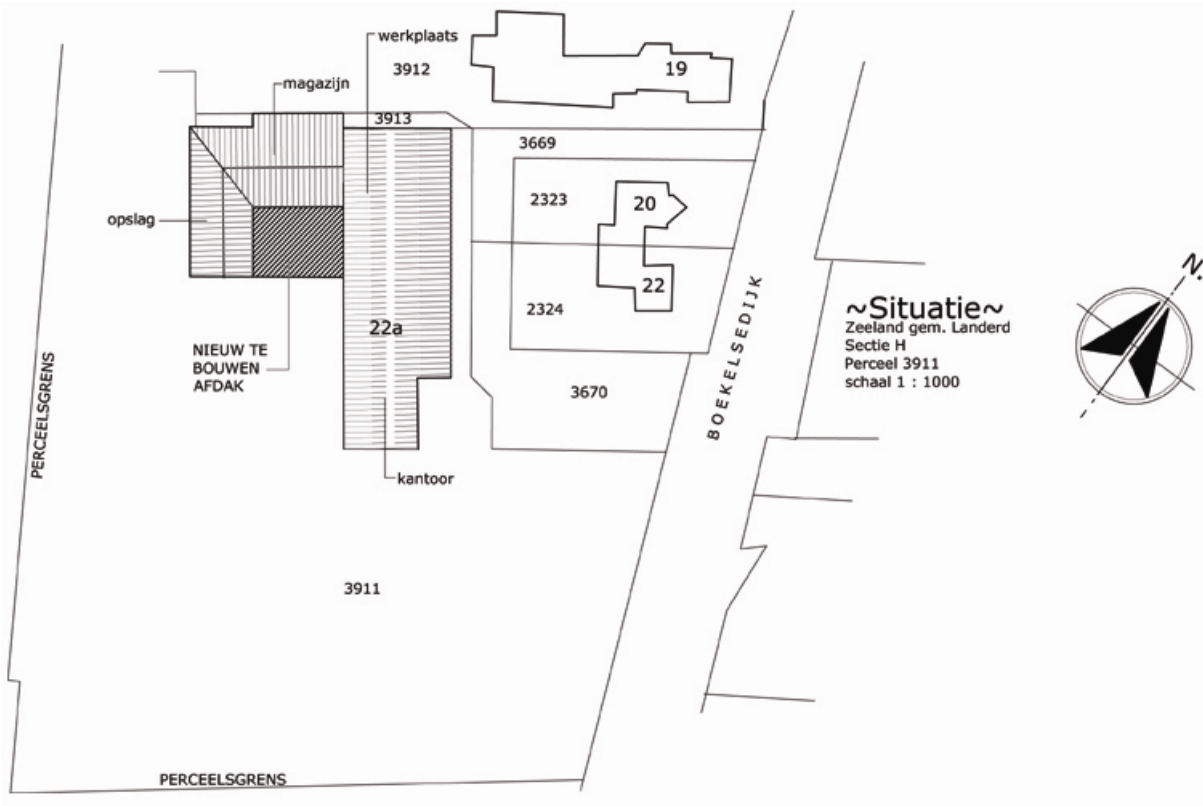 werkplaats
3912
19
magazijn
3913
3669
2323
20
opslag
22
2324
22a
NIEUW TE
BOUWEN
AFDAK
3670
kantoor
3911
PERCEELSGRENS
PERCEELSGRENS
BOEKELSEDIJK
~Situatie~
Zeeland gem. Landerd
Sectie H
Perceel 3911
schaal 1 : 1000
N.